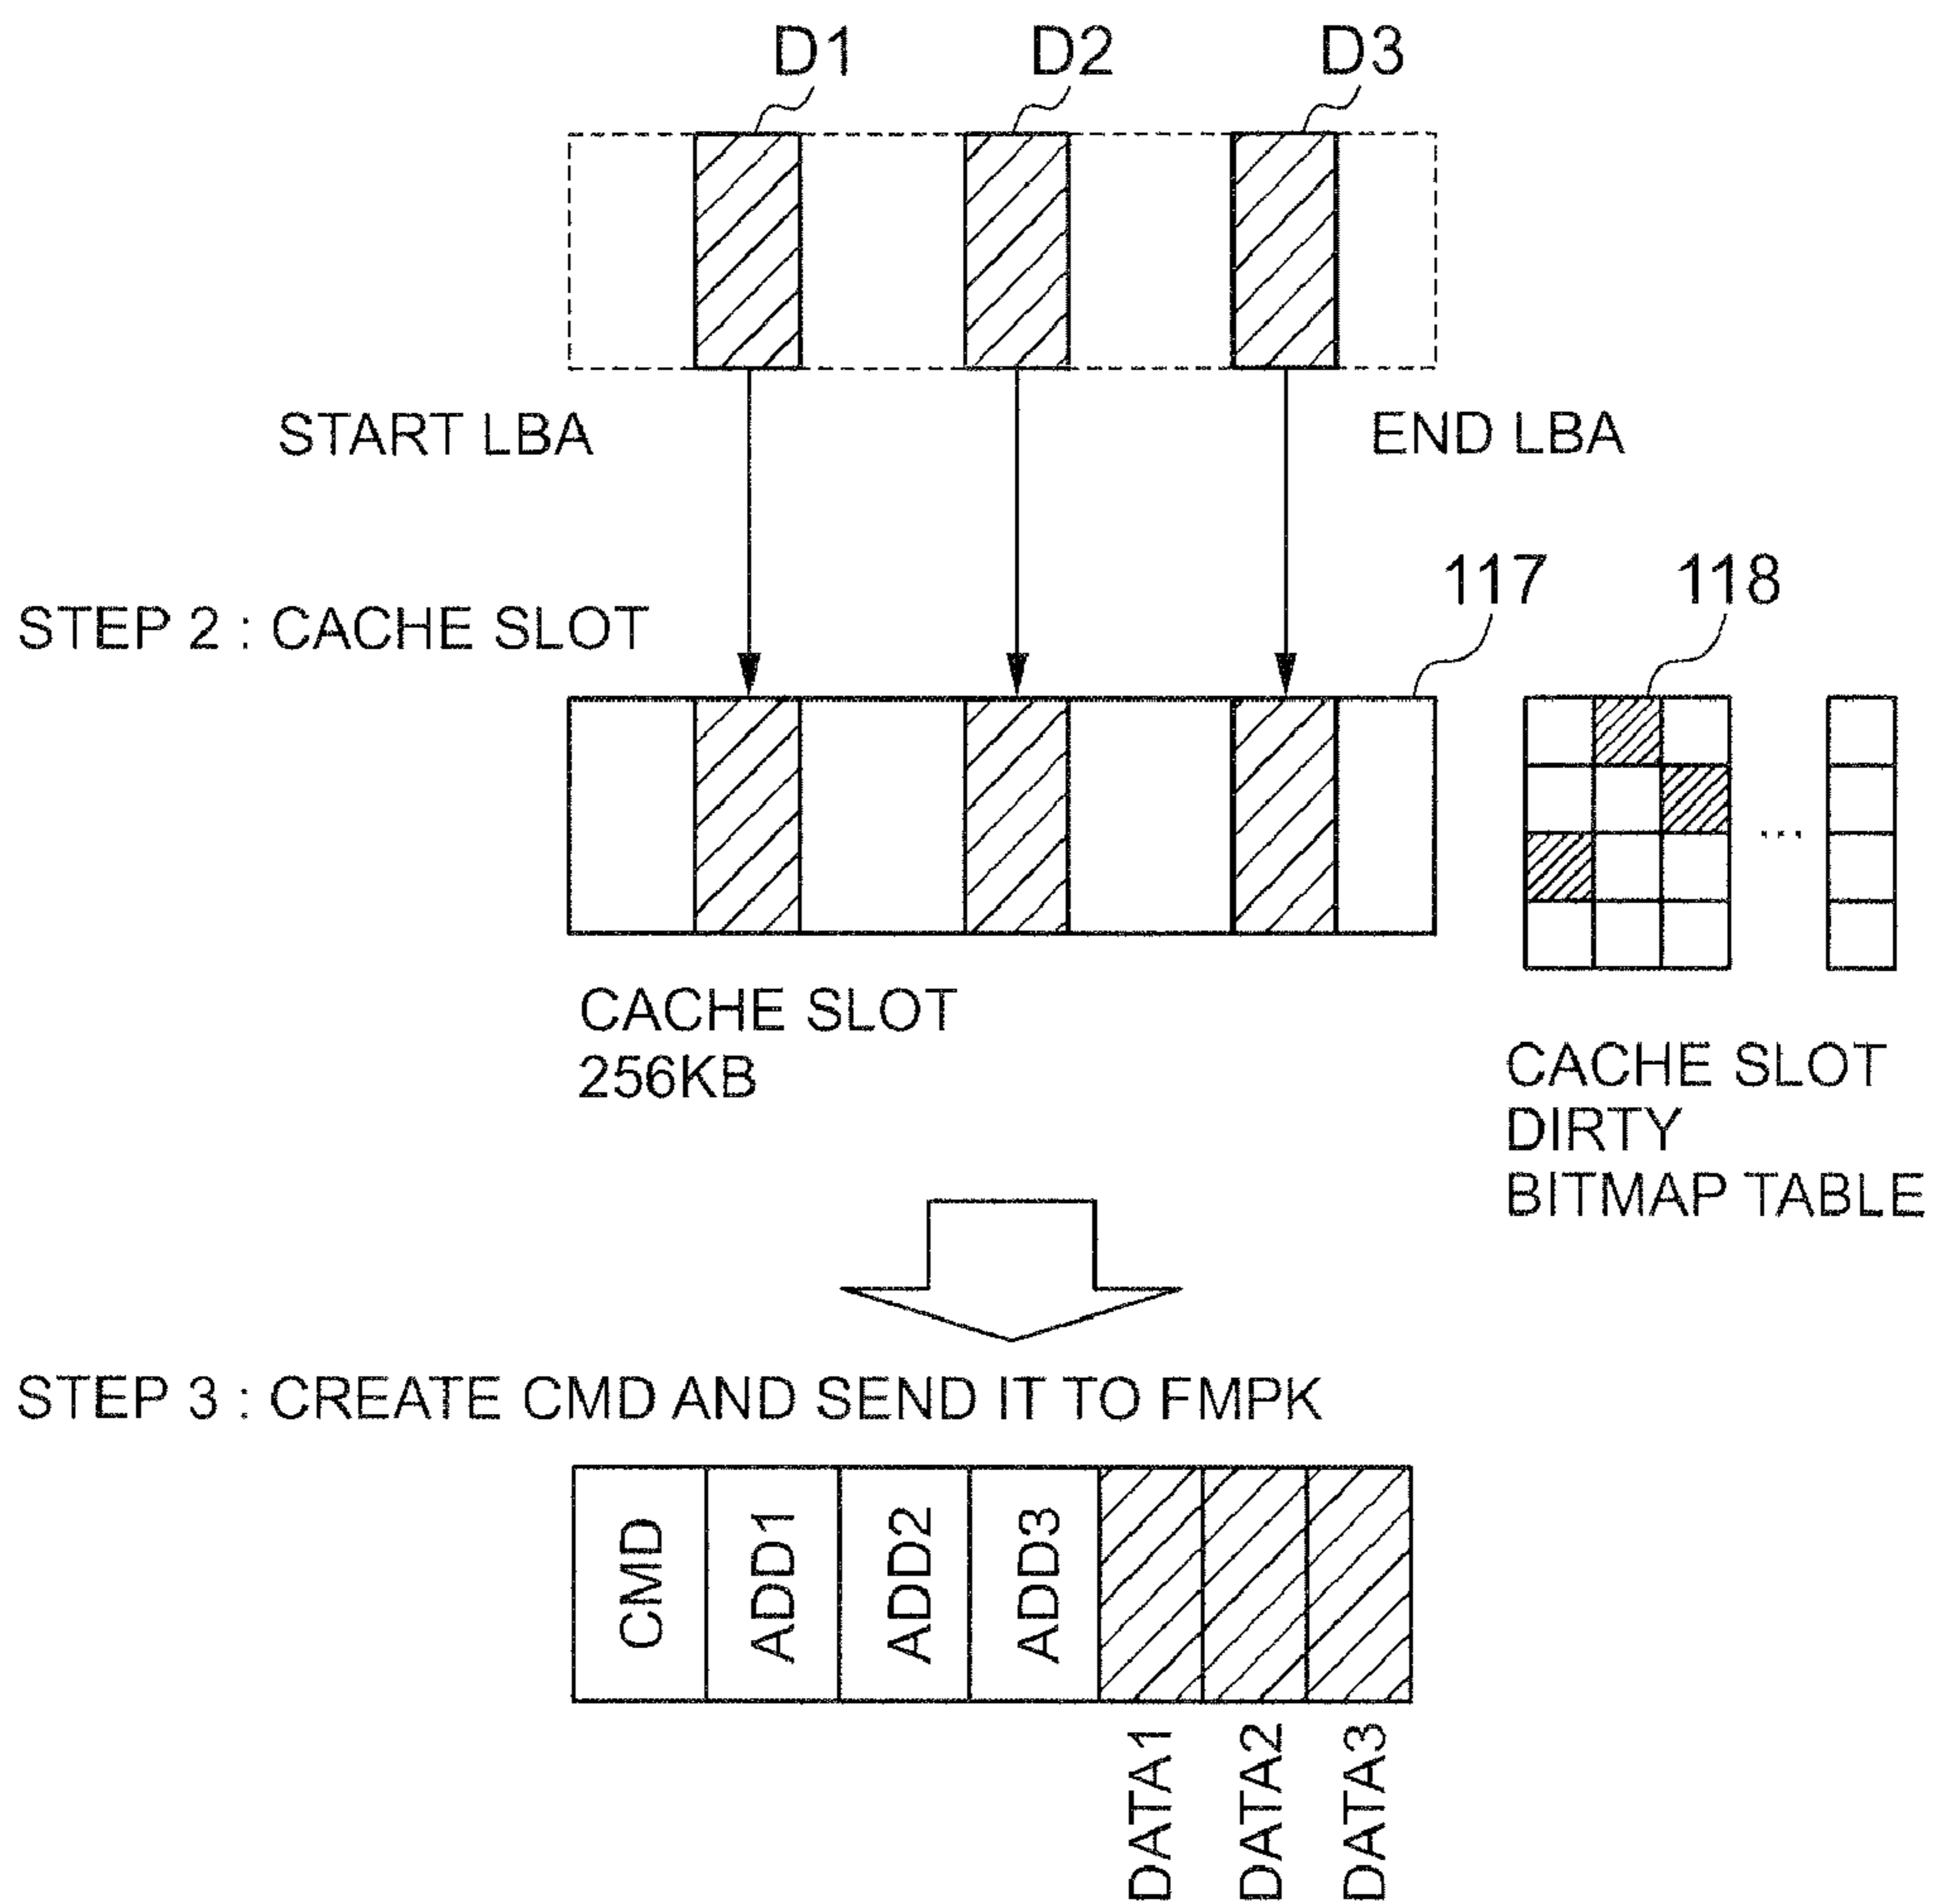 D1 D2 D3
START LBA END LBA
117 118
STEP 2 : CACHE SLOT
CACHE SLOT
256KB
CACHE SLOT
DIRTY
BITMAP TABLE
...
STEP 3 : CREATE CMD AND SEND IT TO FMPK
CMD ADD1 ADD2 ADD3
DATA1 DATA2 DATA3